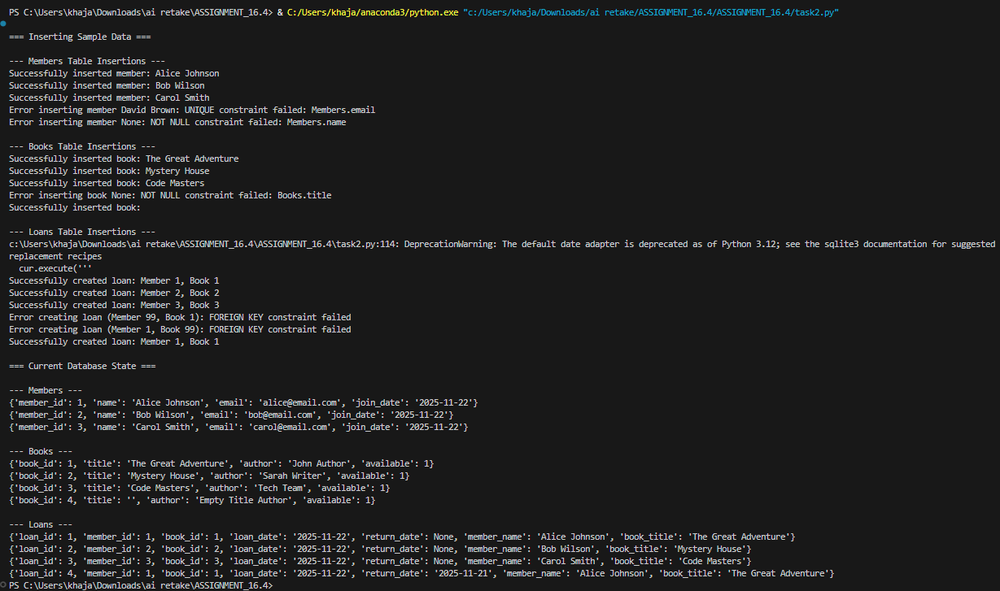 PS C:\Users\khaja\Downloads\ai retake\ASSIGNMENT_16.4> & C:/Users/khaja/anaconda3/python.exe "c:/Users/khaja/Downloads/ai retake/ASSIGNMENT_16.4/ASSIGNMENT_16.4/task2.py"
=== Inserting Sample Data ===
--- Members Table Insertions ---
Successfully inserted member: Alice Johnson
Successfully inserted member: Bob Wilson
Successfully inserted member: Carol Smith
Error inserting member David Brown: UNIQUE constraint failed: Members.email
Error inserting member None: NOT NULL constraint failed: Members.name
--- Books Table Insertions ---
Successfully inserted book: The Great Adventure
Successfully inserted book: Mystery House
Successfully inserted book: Code Masters
Error inserting book None: NOT NULL constraint failed: Books.title
Successfully inserted book:
--- Loans Table Insertions ---
c:\Users\khaja\Downloads\ai retake\ASSIGNMENT_16.4\ASSIGNMENT_16.4\task2.py:114: DeprecationWarning: The default date adapter is deprecated as of Python 3.12; see the sqlite3 documentation for suggested
replacement recipes
cur.execute('''
Successfully created loan: Member 1, Book 1
Successfully created loan: Member 2, Book 2
Successfully created loan: Member 3, Book 3
Error creating loan (Member 99, Book 1): FOREIGN KEY constraint failed
Error creating loan (Member 1, Book 99): FOREIGN KEY constraint failed
Successfully created loan: Member 1, Book 1
=== Current Database State ===
--- Members ---
{'member_id': 1, 'name': 'Alice Johnson', 'email': 'alice@email.com', 'join_date': '2025-11-22'}
{'member_id': 2, 'name': 'Bob Wilson', 'email': 'bob@email.com', 'join_date': '2025-11-22'}
{'member_id': 3, 'name': 'Carol Smith', 'email': 'carol@email.com', 'join_date': '2025-11-22'}
--- Books ---
{'book_id': 1, 'title': 'The Great Adventure', 'author': 'John Author', 'available': 1}
{'book_id': 2, 'title': 'Mystery House', 'author': 'Sarah Writer', 'available': 1}
{'book_id': 3, 'title': 'Code Masters', 'author': 'Tech Team', 'available': 1}
{'book_id': 4, 'title': '', 'author': 'Empty Title Author', 'available': 1}
--- Loans ---
{'loan_id': 1, 'member_id': 1, 'book_id': 1, 'loan_date': '2025-11-22', 'return_date': None, 'member_name': 'Alice Johnson', 'book_title': 'The Great Adventure'}
{'loan_id': 2, 'member_id': 2, 'book_id': 2, 'loan_date': '2025-11-22', 'return_date': None, 'member_name': 'Bob Wilson', 'book_title': 'Mystery House'}
{'loan_id': 3, 'member_id': 3, 'book_id': 3, 'loan_date': '2025-11-22', 'return_date': None, 'member_name': 'Carol Smith', 'book_title': 'Code Masters'}
{'loan_id': 4, 'member_id': 1, 'book_id': 1, 'loan_date': '2025-11-22', 'return_date': '2025-11-21', 'member_name': 'Alice Johnson', 'book_title': 'The Great Adventure'}
PS C:\Users\khaja\Downloads\ai retake\ASSIGNMENT_16.4>